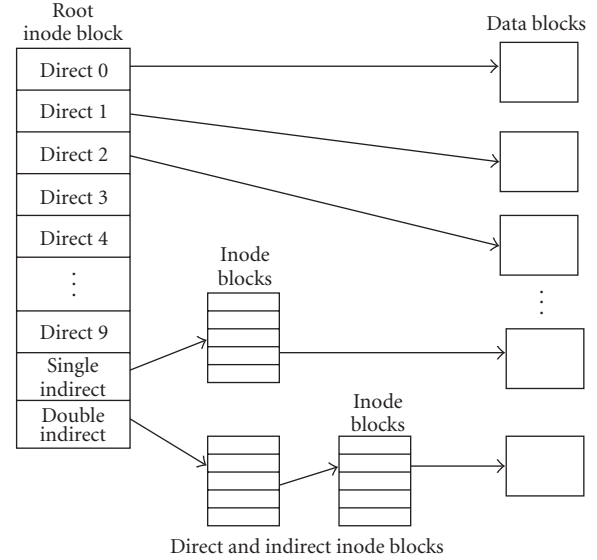 Root
inode block
Direct 0
Direct 1
Direct 2
Direct 3
Direct 4
⋮
Direct 9
Single
indirect
Double
indirect
Data blocks
Inode
blocks
⋮
Inode
blocks
Direct and indirect inode blocks